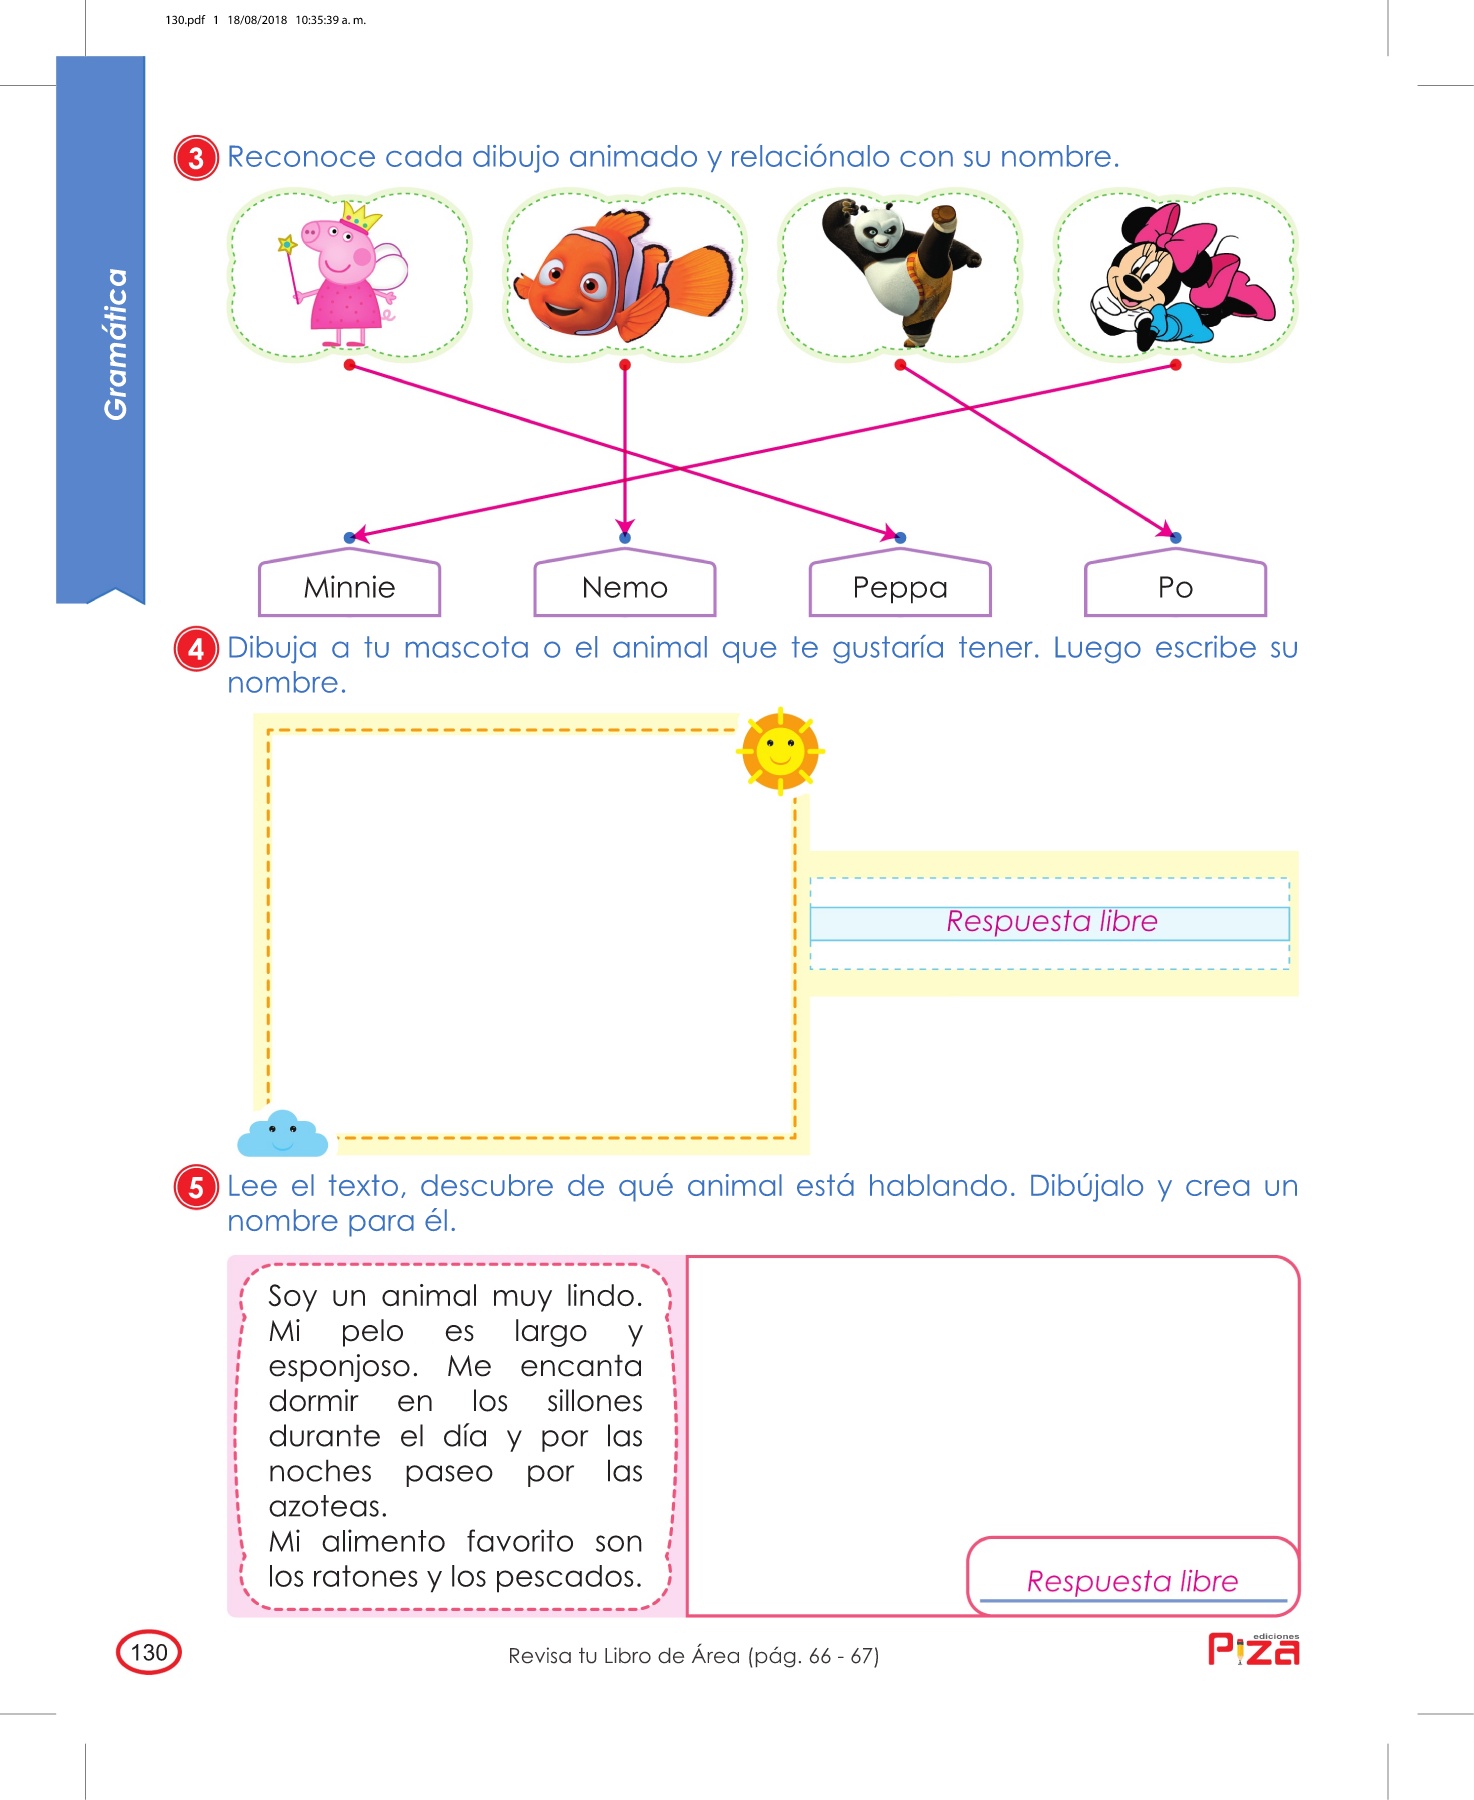 130.pdf 1 18/08/2018 10:35:39 a. m.
Gramática
3 Reconoce cada dibujo animado y relaciónalo con su nombre.
Minnie
Nemo
Peppa
Po
4 Dibuja a tu mascota o el animal que te gustaría tener. Luego escribe su
nombre.
Respuesta libre
5 Lee el texto, descubre de qué animal está hablando. Dibújalo y crea un
nombre para él.
Soy un animal muy lindo.
Mi pelo es largo y
esponjoso. Me encanta
dormir en los sillones
durante el día y por las
noches paseo por las
azoteas.
Mi alimento favorito son
los ratones y los pescados.
Respuesta libre
130
Revisa tu Libro de Área (pág. 66 - 67)
ediciones
Piza